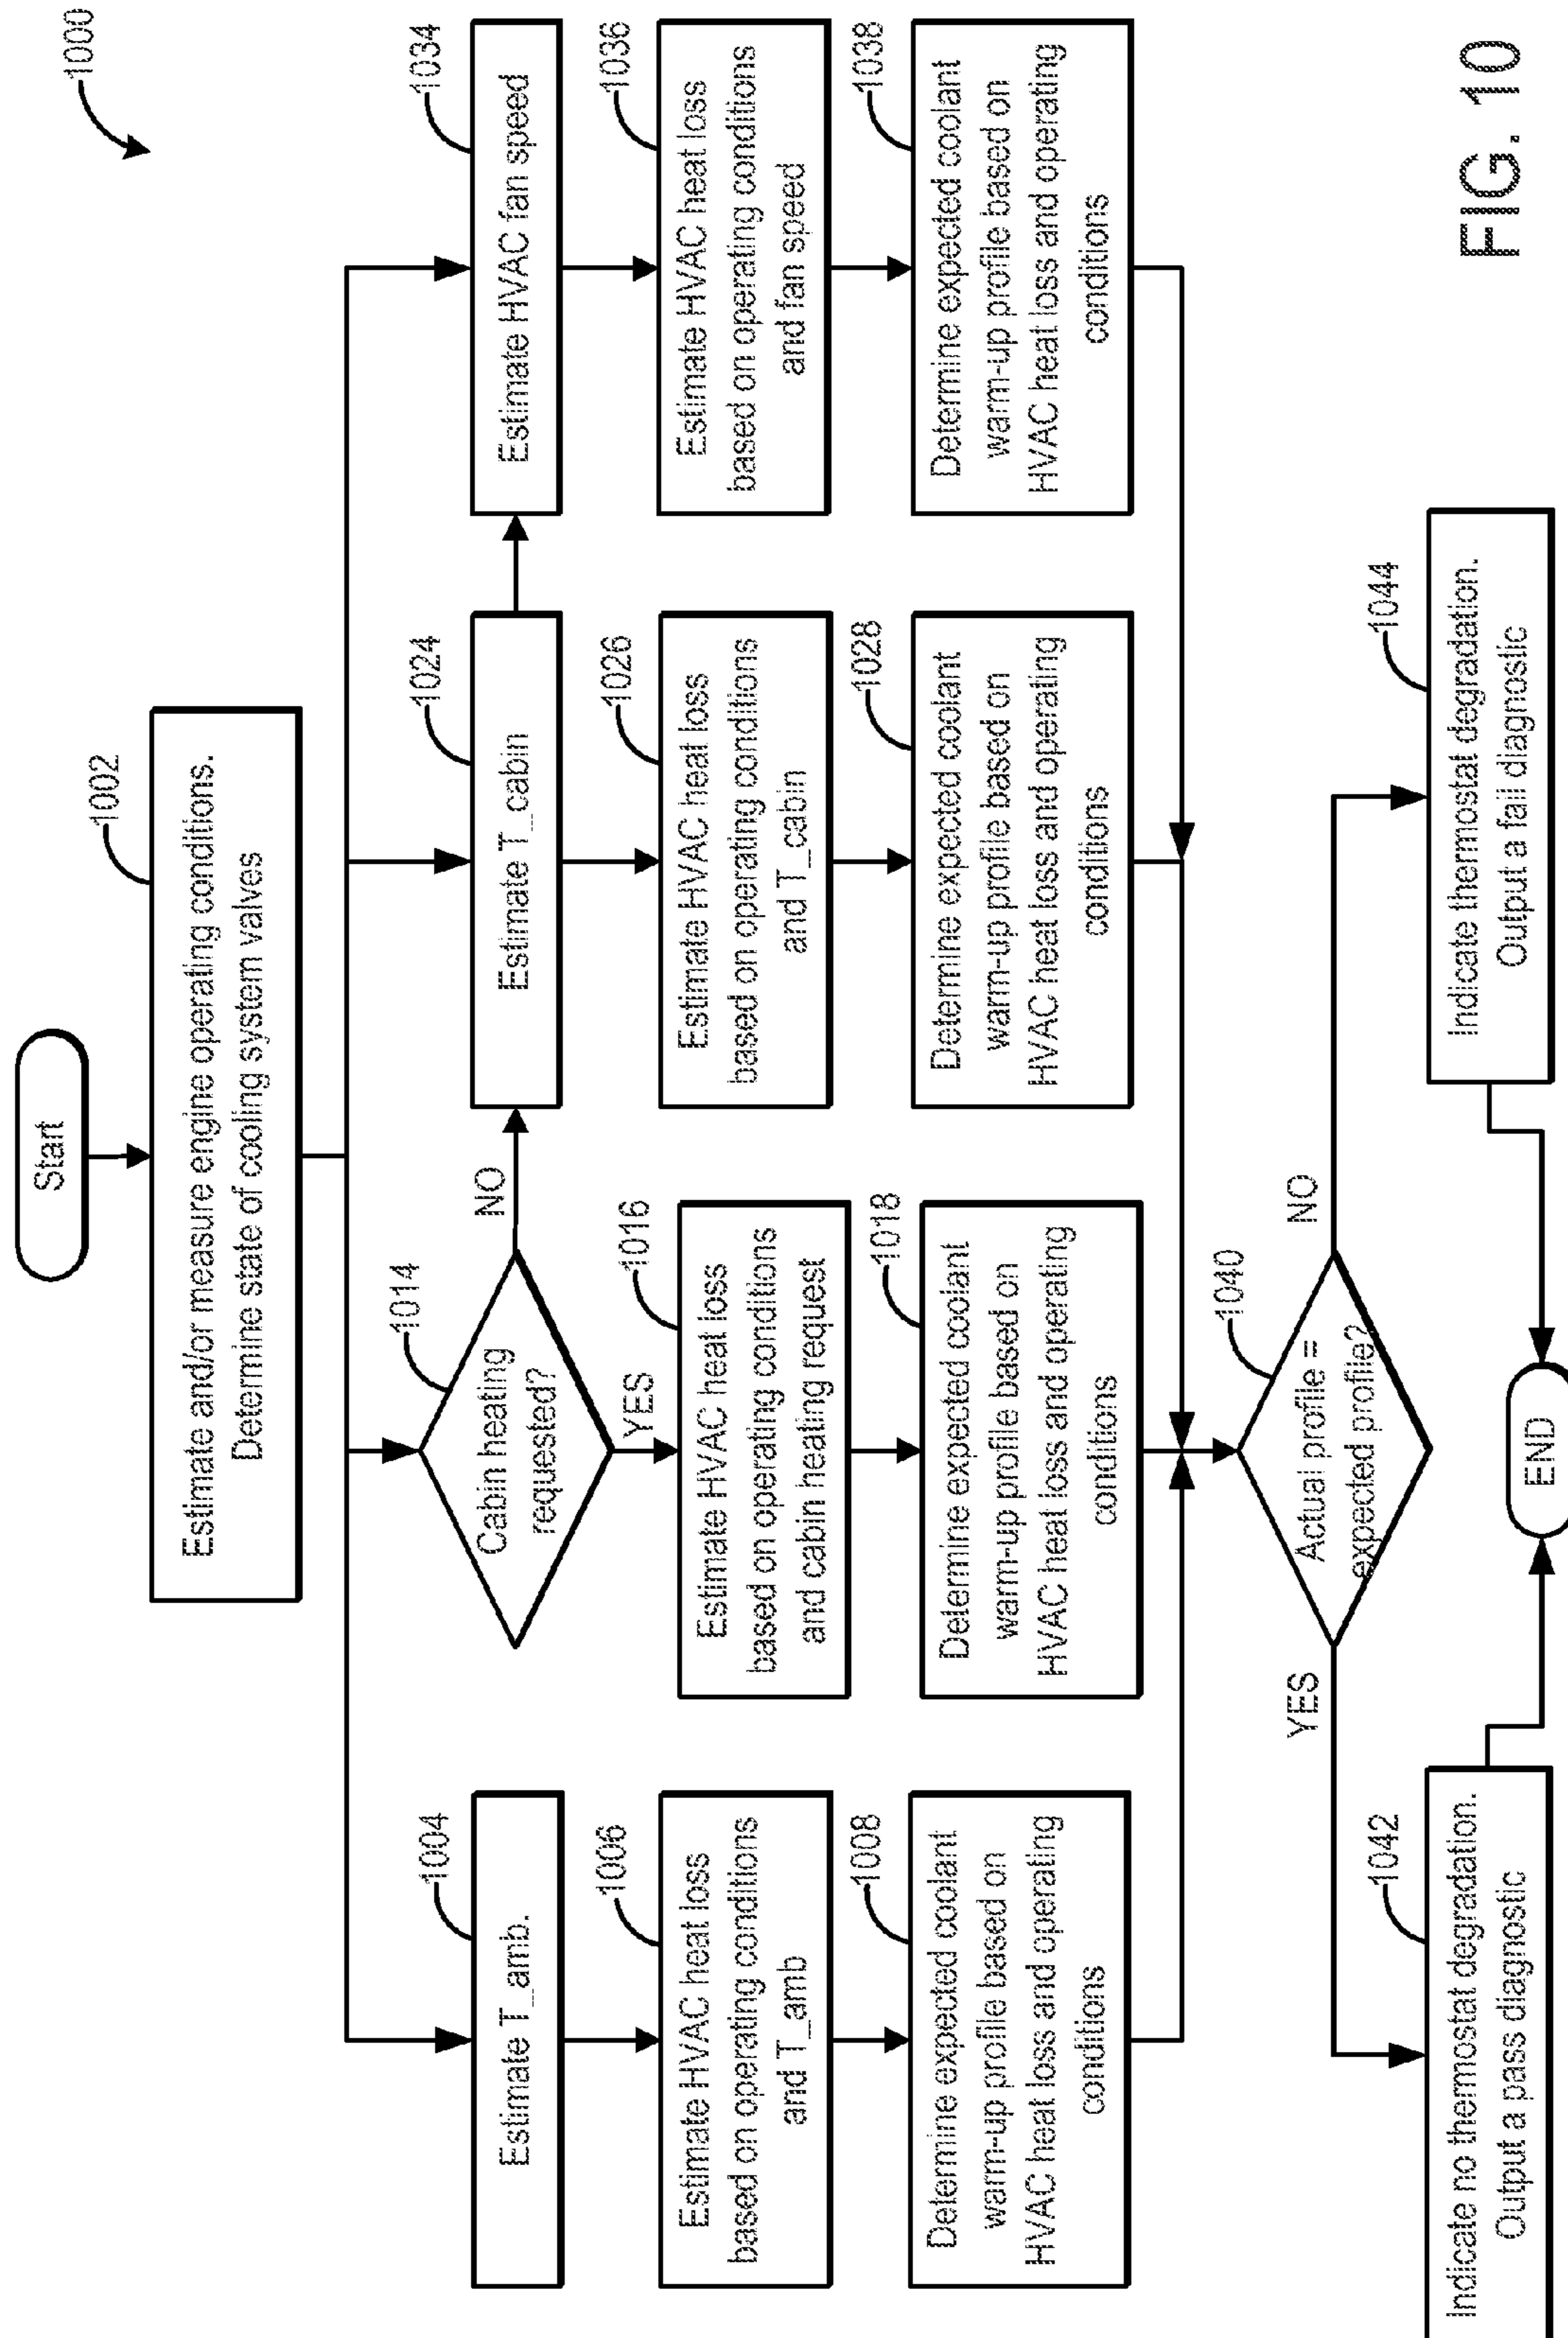 1000
Start
1002
Estimate and/or measure engine operating conditions.
Determine state of cooling system valves
1004
Estimate T_amb.
1006
Estimate HVAC heat loss
based on operating conditions
and T_amb
1008
Determine expected coolant
warm-up profile based on
HVAC heat loss and operating
conditions
1014
Cabin heating
requested?
NO
YES
1016
Estimate HVAC heat loss
based on operating conditions
and cabin heating request
1018
Determine expected coolant
warm-up profile based on
HVAC heat loss and operating
conditions
1024
Estimate T_cabin
1026
Estimate HVAC heat loss
based on operating conditions
and T_cabin
1028
Determine expected coolant
warm-up profile based on
HVAC heat loss and operating
conditions
1034
Estimate HVAC fan speed
1036
Estimate HVAC heat loss
based on operating conditions
and fan speed
1038
Determine expected coolant
warm-up profile based on
HVAC heat loss and operating
conditions
1040
Actual profile =
expected profile?
YES
NO
1042
Indicate no thermostat degradation.
Output a pass diagnostic
1044
Indicate thermostat degradation.
Output a fail diagnostic
END
FIG. 10